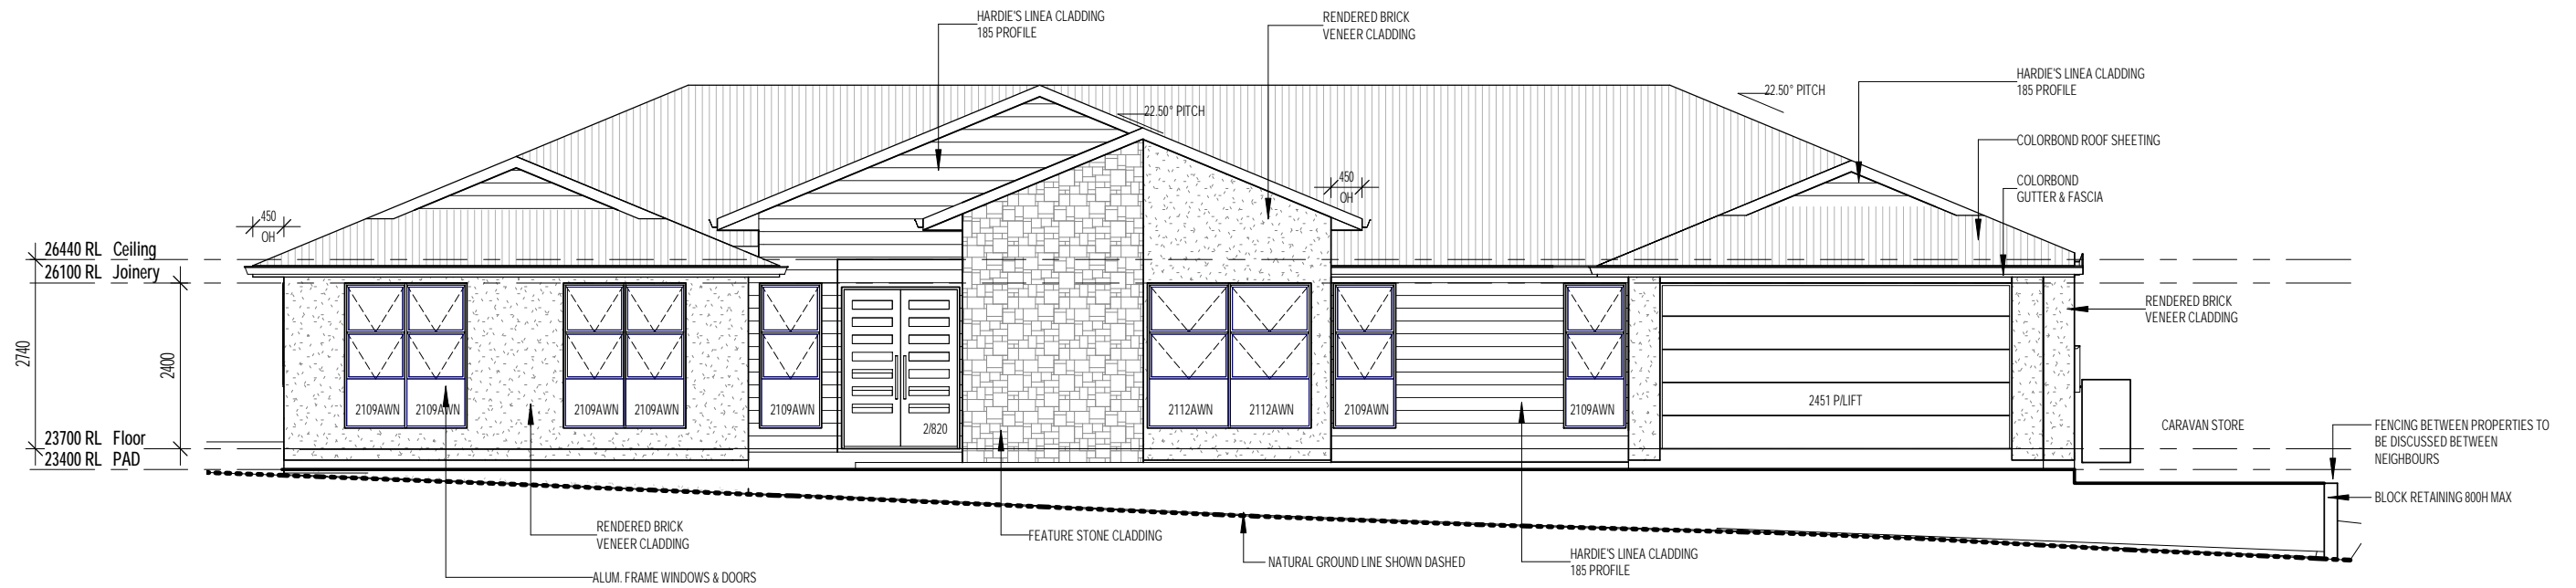 HARDIE'S LINEA CLADDING
185 PROFILE
RENDERED BRICK
VENEER CLADDING
HARDIE'S LINEA CLADDING
185 PROFILE
22.50° PITCH
22.50° PITCH
COLORBOND ROOF SHEETING
COLORBOND
GUTTER & FASCIA
450
OH
450
OH
26440 RL Ceiling
26100 RL Joinery
RENDERED BRICK
VENEER CLADDING
2740
2400
2109AWN
2109AWN
2109AWN
2109AWN
2109AWN
2/820
2112AWN
2112AWN
2109AWN
2109AWN
2451 P/LIFT
CARAVAN STORE
23700 RL Floor
23400 RL PAD
FENCING BETWEEN PROPERTIES TO
BE DISCUSSED BETWEEN
NEIGHBOURS
BLOCK RETAINING 800H MAX
RENDERED BRICK
VENEER CLADDING
FEATURE STONE CLADDING
NATURAL GROUND LINE SHOWN DASHED
HARDIE'S LINEA CLADDING
185 PROFILE
ALUM. FRAME WINDOWS & DOORS